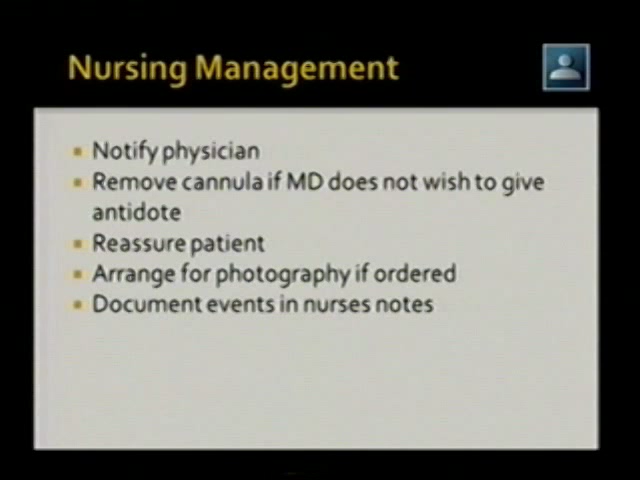 Nursing Management
Notify physician
Remove cannula if MD does not wish to give
antidote
Reassure patient
Arrange for photography if ordered
Document events in nurses notes